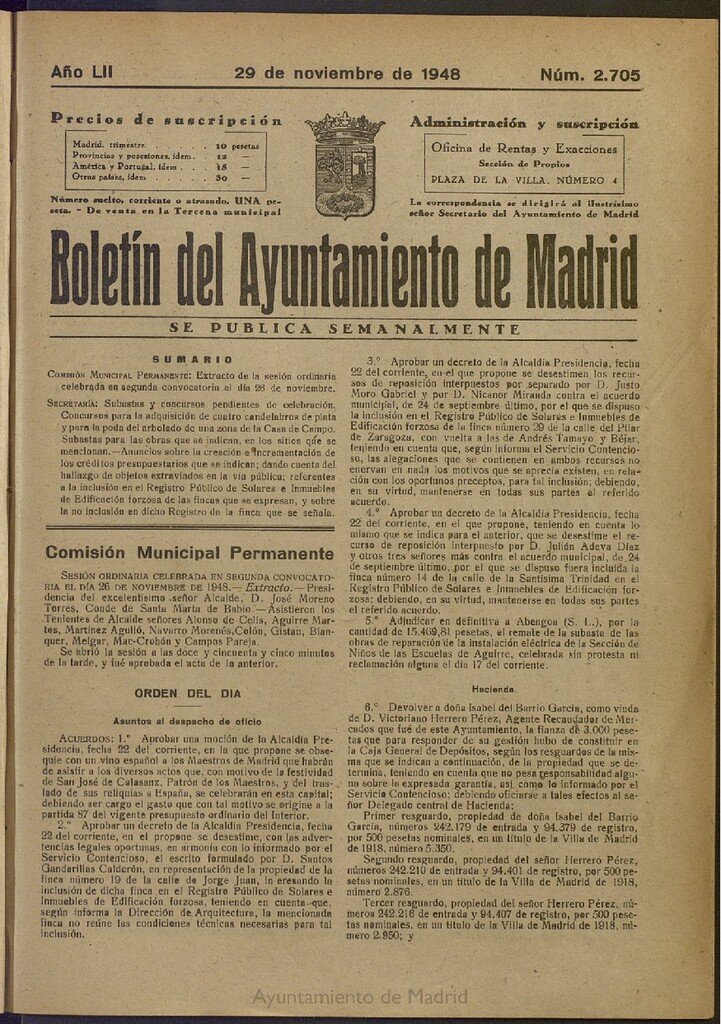 Año LII
29 de noviembre de 1948
Núm. 2.705
Precios de suscripción
Madrid, trimestre . . . . 10 pesetas
Provincias y posesiones, ídem. . 12 —
América y Portugal, ídem . . . 15 —
Otros países, ídem . . . . . 30 —
Número suelto, corriente o atrasado, UNA pe-
seta. - De venta en la Tercena municipal
Administración y suscripción
Oficina de Rentas y Exacciones
Sección de Propios
PLAZA DE LA VILLA, NÚMERO 4
La correspondencia se dirigirá al ilustrísimo
señor Secretario del Ayuntamiento de Madrid
Boletín del Ayuntamiento de Madrid
SE PUBLICA SEMANALMENTE
SUMARIO
COMISIÓN MUNICIPAL PERMANENTE: Extracto de la sesión ordinaria
celebrada en segunda convocatoria el día 26 de noviembre.
SECRETARÍA: Subastas y concursos pendientes de celebración.
Concursos para la adquisición de cuatro candelabros de plata
y para la poda del arbolado de una zona de la Casa de Campo.
Subastas para las obras que se indican, en los sitios que se
mencionan.—Anuncios sobre la creación e incrementación de
los créditos presupuestarios que se indican; dando cuenta del
hallazgo de objetos extraviados en la vía pública; referentes
a la inclusión en el Registro Público de Solares e Inmuebles
de Edificación forzosa de las fincas que se expresan, y sobre
la no inclusión en dicho Registro de la finca que se señala.
Comisión Municipal Permanente
SESIÓN ORDINARIA CELEBRADA EN SEGUNDA CONVOCATO-
RIA EL DÍA 26 DE NOVIEMBRE DE 1948.— Extracto.— Presi-
dencia del excelentísimo señor Alcalde, D. José Moreno
Torres, Conde de Santa Marta de Babío.—Asistieron los
Tenientes de Alcalde señores Alonso de Celis, Aguirre Mar-
tos, Martínez Agulló, Navarro Morenés, Colón, Gistau, Blan-
quer, Melgar, Mac-Crohón y Campos Pareja.
Se abrió la sesión a las doce y cincuenta y cinco minutos
de la tarde, y fué aprobada el acta de la anterior.
ORDEN DEL DIA
Asuntos al despacho de oficio
ACUERDOS: 1.º Aprobar una moción de la Alcaldía Pre-
sidencia, fecha 22 del corriente, en la que propone se obse-
quie con un vino español a los Maestros de Madrid que habrán
de asistir a los diversos actos que, con motivo de la festividad
de San José de Calasanz, Patrón de los Maestros, y del tras-
lado de sus reliquias a España, se celebrarán en esta capital;
debiendo ser cargo el gasto que con tal motivo se origine a la
partida 87 del vigente presupuesto ordinario del Interior.
2.º Aprobar un decreto de la Alcaldía Presidencia, fecha
22 del corriente, en el propone se desestime, con las adver-
tencias legales oportunas, en armonía con lo informado por el
Servicio Contencioso, el escrito formulado por D. Santos
Gandarillas Calderón, en representación de la propiedad de la
finca número 19 de la calle de Jorge Juan, in eresando la
inclusión de dicha finca en el Registro Público de Solares e
Inmuebles de Edificación forzosa, teniendo en cuenta que,
según informa la Dirección de Arquitectura, la mencionada
finca no reúne las condiciones técnicas necesarias para tal
inclusión.
3.º Aprobar un decreto de la Alcaldía Presidencia, fecha
22 del corriente, en el que propone se desestimen los recur-
sos de reposición interpuestos por separado por D. Justo
Moro Gabriel y por D. Nicanor Miranda contra el acuerdo
municipal, de 24 de septiembre último, por el que se dispuso
la inclusión en el Registro Público de Solares e Inmuebles de
Edificación forzosa de la finca número 29 de la calle del Pilar
de Zaragoza, con vuelta a las de Andrés Tamayo y Béjar,
teniendo en cuenta que, según informa el Servicio Contencio-
so, las alegaciones que se contienen en ambos recursos no
enervan en nada los motivos que se aprecia existen, en rela-
ción con los oportunos preceptos, para tal inclusión; debiendo,
en su virtud, mantenerse en todas sus partes el referido
acuerdo.
4.º Aprobar un decreto de la Alcaldía Presidencia, fecha
22 del corriente, en el que propone, teniendo en cuenta lo
mismo que se indica para el anterior, que se desestime el re-
curso de reposición interpuesto por D. Julián Adeva Díaz
y otros tres señores más contra el acuerdo municipal, de 24
de septiembre último, por el que se dispuso fuera incluída la
finca número 14 de la calle de la Santísima Trinidad en el
Registro Público de Solares e Inmuebles de Edificación for-
zosa; debiendo, en su virtud, mantenerse en todas sus partes
el referido acuerdo.
5.º Adjudicar en definitiva a Abengoa (S. L.), por la
cantidad de 15.469,81 pesetas, el remate de la subasta de las
obras de reparación de la instalación eléctrica de la Sección de
Niños de las Escuelas de Aguirre, celebrada sin protesta ni
reclamación alguna el día 17 del corriente.
Hacienda
6.º Devolver a doña Isabel del Barrio García, como viuda
de D. Victoriano Herrero Pérez, Agente Recaudador de Mer-
cados que fué de este Ayuntamiento, la fianza de 3.000 pese-
tas que para responder de su gestión hubo de constituir en
la Caja General de Depósitos, según los resguardos de la mis-
ma que se indican a continuación, de la propiedad que se de-
termina, teniendo en cuenta que no pesa responsabilidad algu-
na sobre la expresada garantía, así como lo informado por el
Servicio Contencioso; debiendo oficiarse a tales efectos al se-
ñor Delegado central de Hacienda:
Primer resguardo, propiedad de doña Isabel del Barrio
García, números 242.179 de entrada y 94.379 de registro,
por 500 pesetas nominales, en un título de la Villa de Madrid
de 1918, número 5.350.
Segundo resguardo, propiedad del señor Herrero Pérez,
números 242.210 de entrada y 94.401 de registro, por 500 pe-
setas nominales, en un título de la Villa de Madrid de 1918,
número 2.876.
Tercer resguardo, propiedad del señor Herrero Pérez, nú-
meros 242.216 de entrada y 94.407 de registro, por 500 pese-
tas nominales, en un título de la Villa de Madrid de 1918, nú-
mero 2.950; y
Ayuntamiento de Madrid